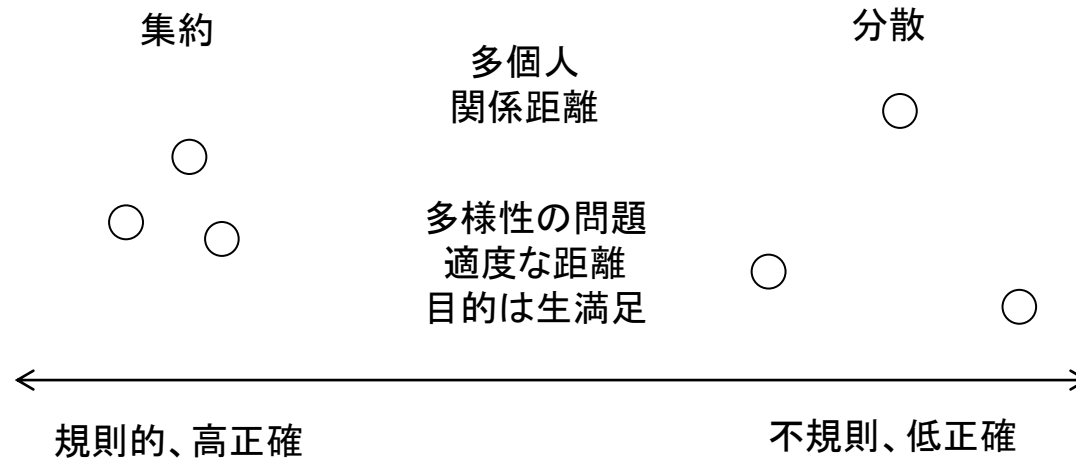 集約
分散
多個人
関係距離
多様性の問題
適度な距離
目的は生満足
規則的、高正確
不規則、低正確